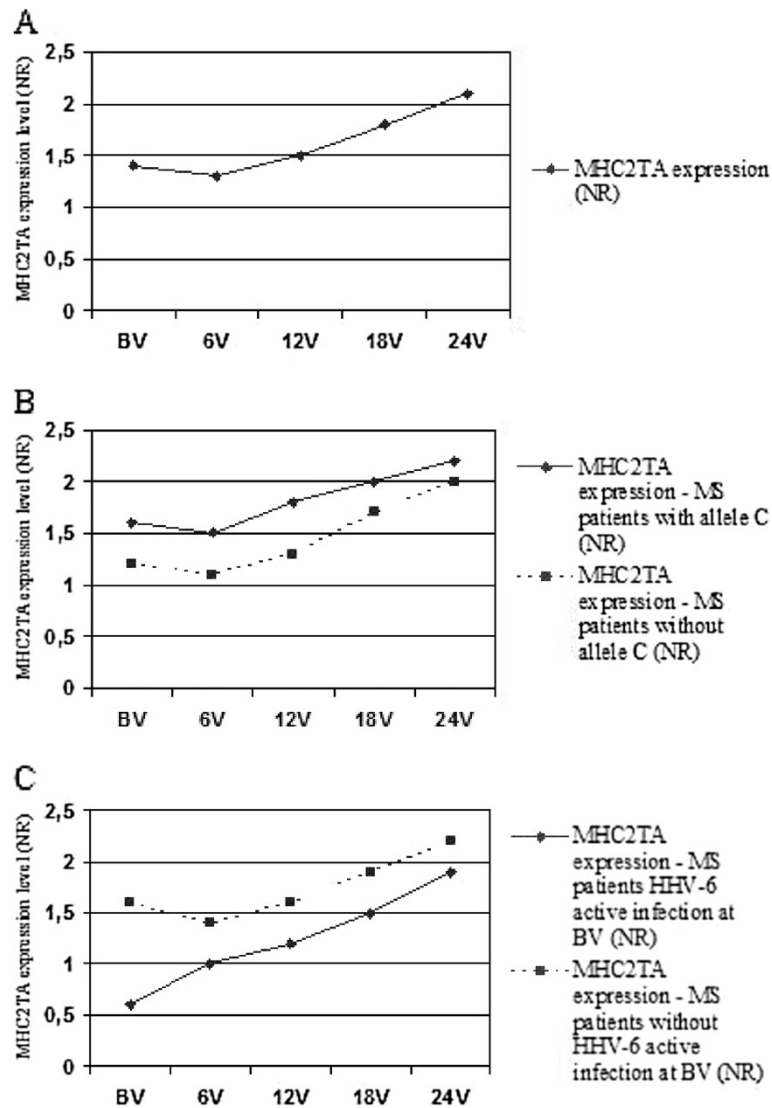 A
MHC2TA expression level (NR)
2,5
2
1,5
1
0,5
0
BV 6V 12V 18V 24V
MHC2TA expression
(NR)
B
MHC2TA expression level (NR)
2,5
2
1,5
1
0,5
0
BV 6V 12V 18V 24V
MHC2TA
expression - MS
patients with allele C
(NR)
MHC2TA
expression - MS
patients without
allele C (NR)
C
MHC2TA expression level (NR)
2,5
2
1,5
1
0,5
0
BV 6V 12V 18V 24V
MHC2TA
expression - MS
patients HHV-6
active infection at
BV (NR)
MHC2TA
expression - MS
patients without
HHV-6 active
infection at BV (NR)